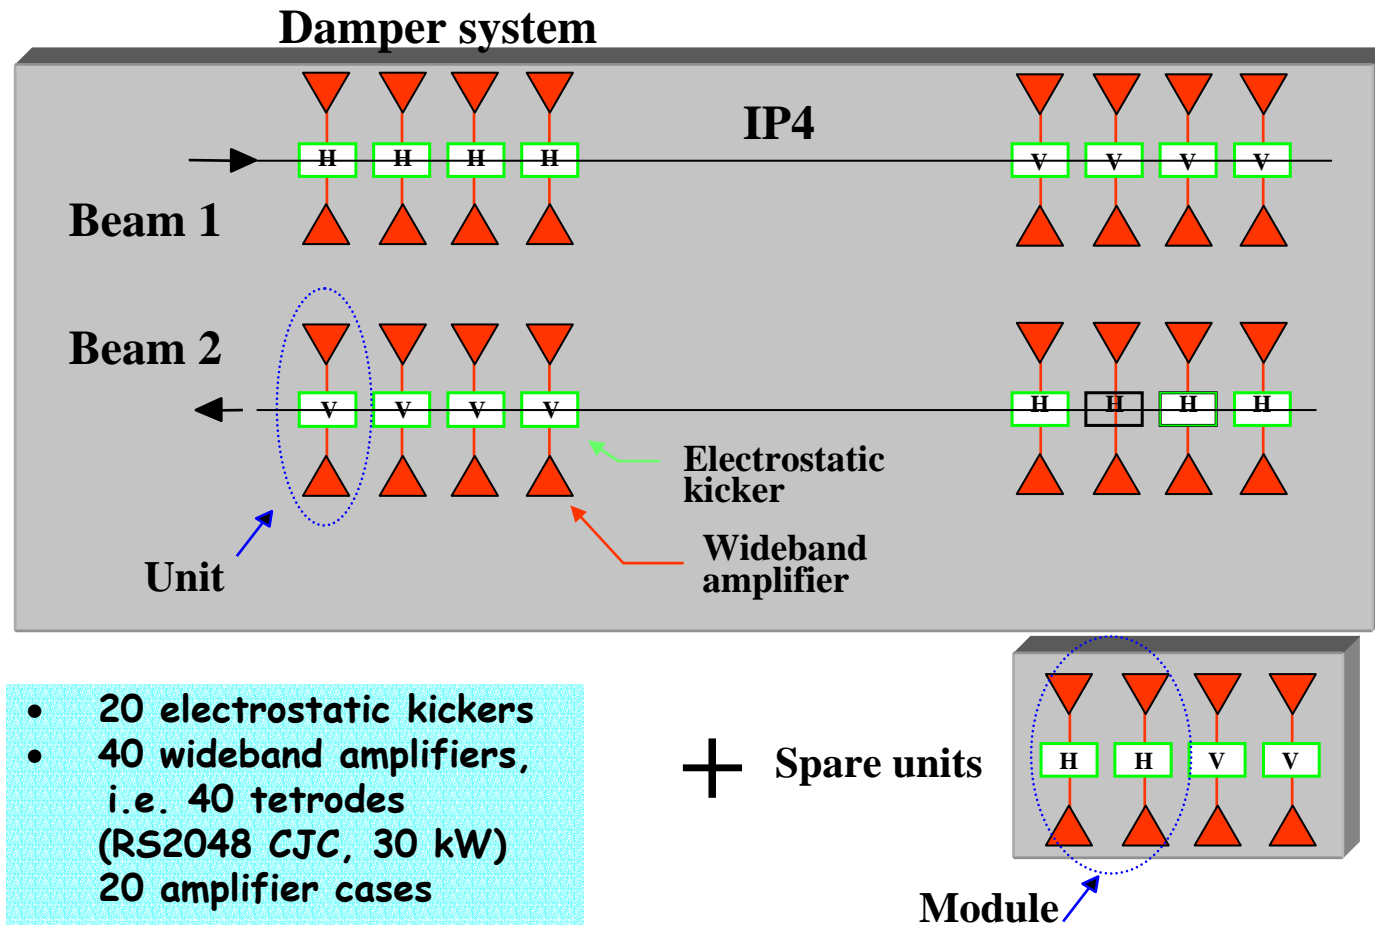 Damper system
IP4
H H H H
V V V V
Beam 1
Beam 2
V V V V
H H H H
Electrostatic
kicker
Wideband
amplifier
Unit
• 20 electrostatic kickers
• 40 wideband amplifiers,
i.e. 40 tetrodes
(RS2048 CJC, 30 kW)
20 amplifier cases
+ Spare units
H H V V
Module